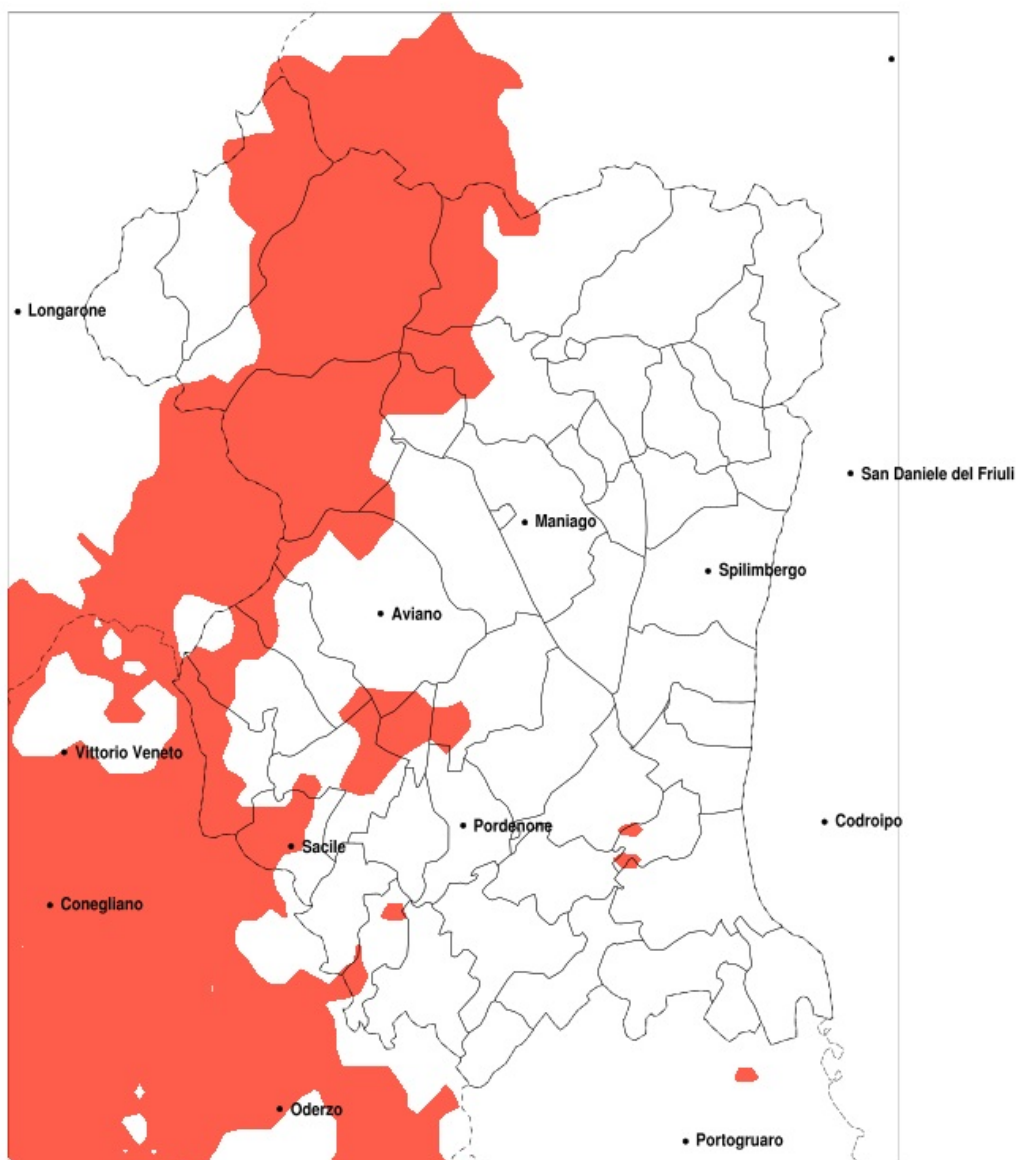 Longarone
San Daniele del Friuli
Maniago
Spilimbergo
Aviano
Vittorio Veneto
Codroipo
Pordenone
Sacile
Conegliano
Oderzo
Portogruaro